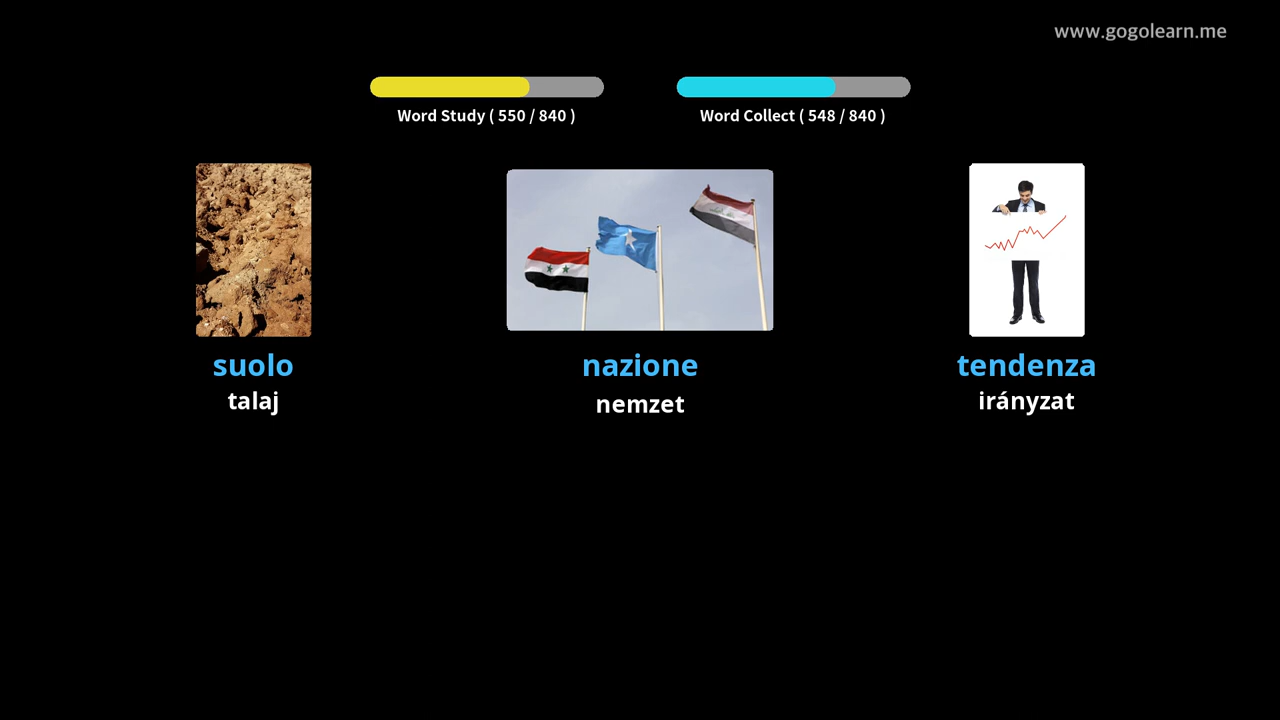 www.gogolearn.me
Word Study ( 550 / 840 )
Word Collect ( 548 / 840 )
suolo
talaj
nazione
nemzet
tendenza
irányzat